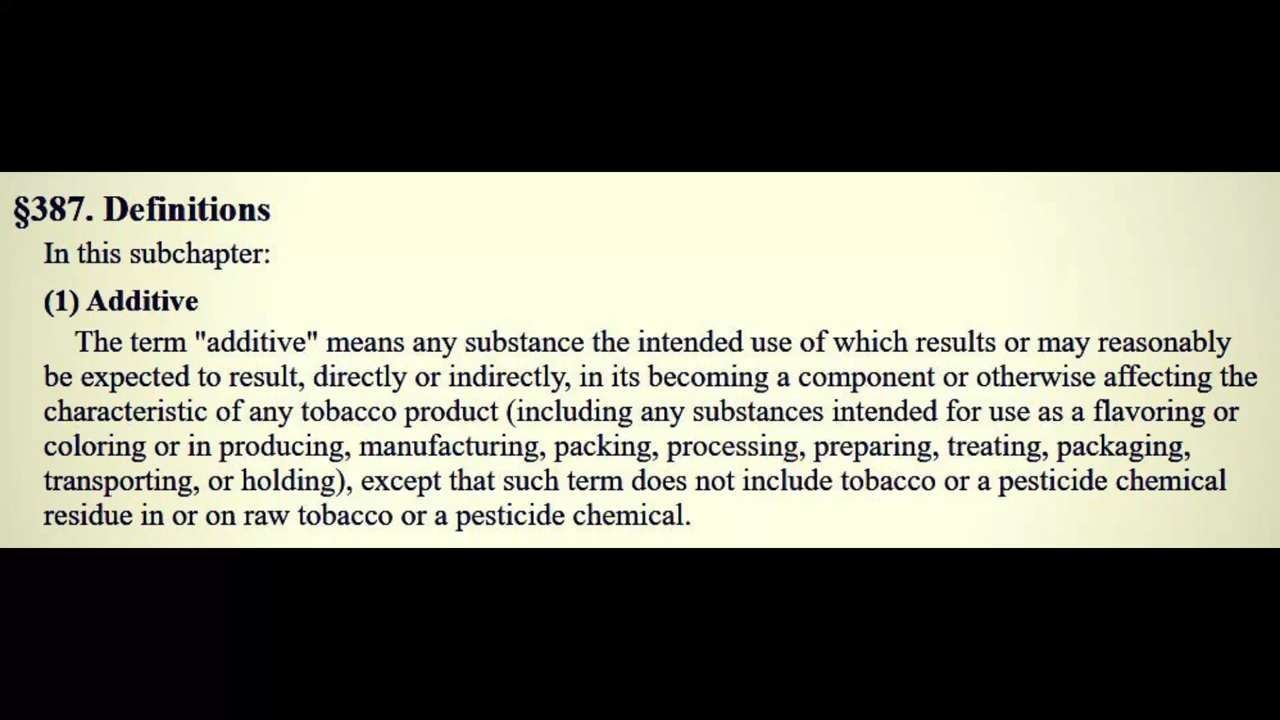 §387. Definitions
In this subchapter:
(1) Additive
The term "additive" means any substance the intended use of which results or may reasonably
be expected to result, directly or indirectly, in its becoming a component or otherwise affecting the
characteristic of any tobacco product (including any substances intended for use as a flavoring or
coloring or in producing, manufacturing, packing, processing, preparing, treating, packaging,
transporting, or holding), except that such term does not include tobacco or a pesticide chemical
residue in or on raw tobacco or a pesticide chemical.